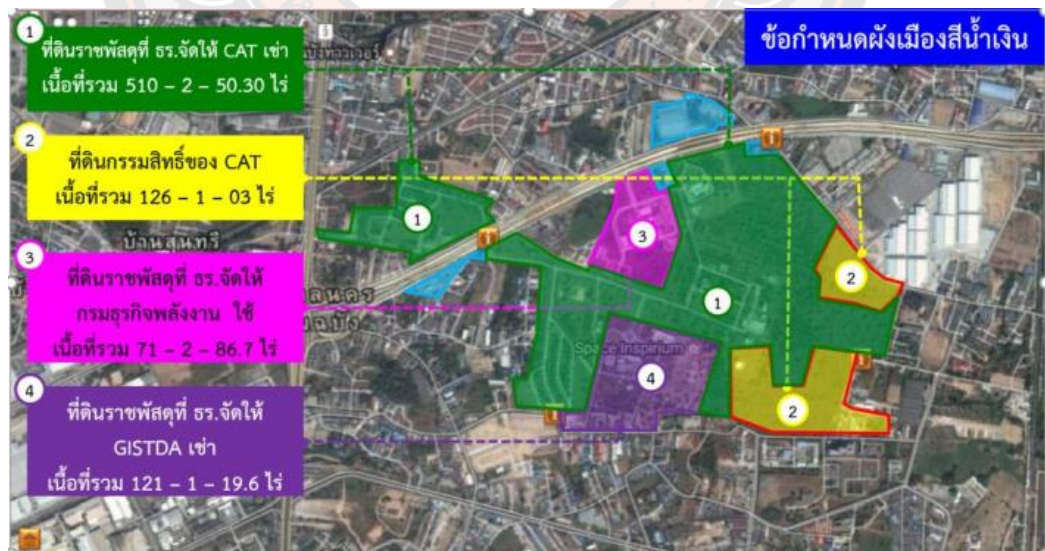 ข้อกำหนดผังเมืองสีน้ำเงิน
1
ที่ดินราชพัสดุที่ ธร.จัดให้ CAT เช่า
เนื้อที่รวม 510 – 2 – 50.30 ไร่
2
ที่ดินกรรมสิทธิ์ของ CAT
เนื้อที่รวม 126 – 1 – 03 ไร่
3
ที่ดินราชพัสดุที่ ธร.จัดให้
กรมธุรกิจพลังงาน ใช้
เนื้อที่รวม 71 – 2 – 86.7 ไร่
4
ที่ดินราชพัสดุที่ ธร.จัดให้
GISTDA เช่า
เนื้อที่รวม 121 – 1 – 19.6 ไร่
บ้านสุนทรี
1
3
2
1
Space Inspirium
4
2